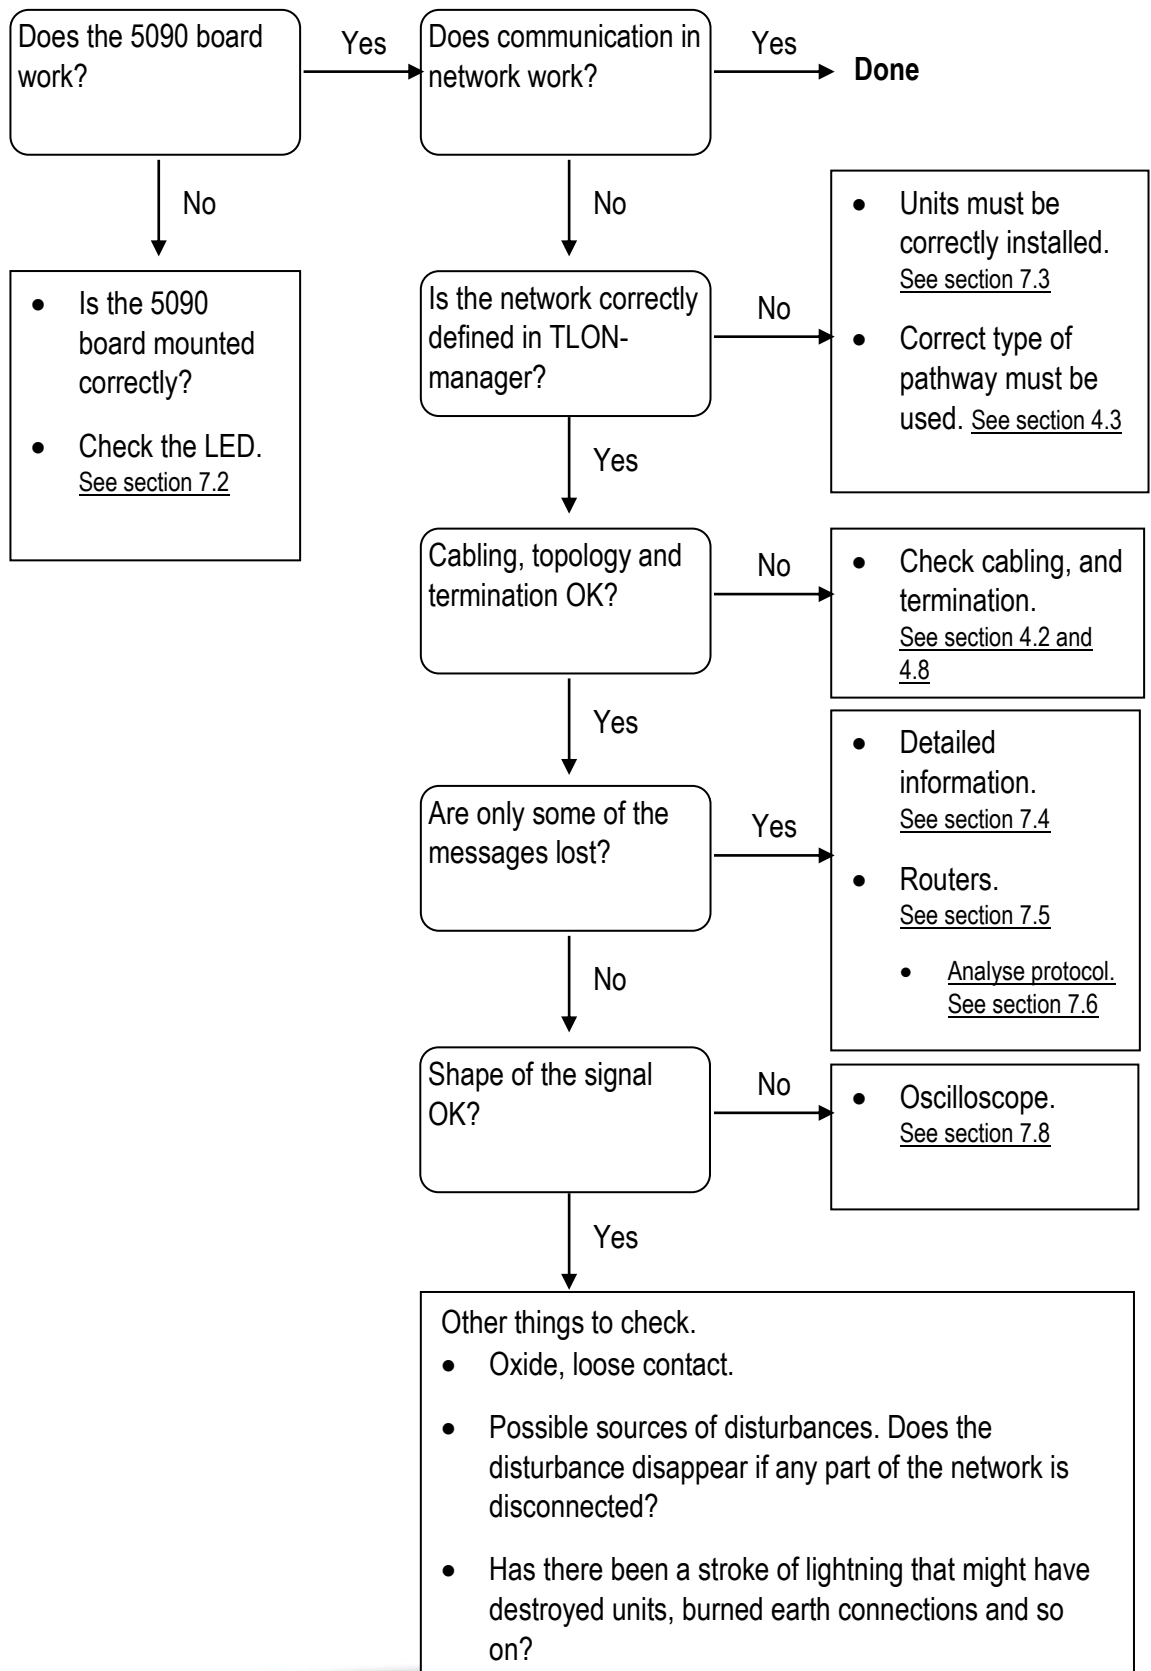 Does the 5090 board
work?
Yes
Does communication in
network work?
Yes
Done
No
No
• Is the 5090
board mounted
correctly?
• Check the LED.
See section 7.2
Is the network correctly
defined in TLON-
manager?
No
• Units must be
correctly installed.
See section 7.3
• Correct type of
pathway must be
used. See section 4.3
Yes
Cabling, topology and
termination OK?
No
• Check cabling, and
termination.
See section 4.2 and
4.8
Yes
Are only some of the
messages lost?
Yes
• Detailed
information.
See section 7.4
• Routers.
See section 7.5
• Analyse protocol.
See section 7.6
No
Shape of the signal
OK?
No
• Oscilloscope.
See section 7.8
Yes
Other things to check.
• Oxide, loose contact.
• Possible sources of disturbances. Does the
disturbance disappear if any part of the network is
disconnected?
• Has there been a stroke of lightning that might have
destroyed units, burned earth connections and so
on?